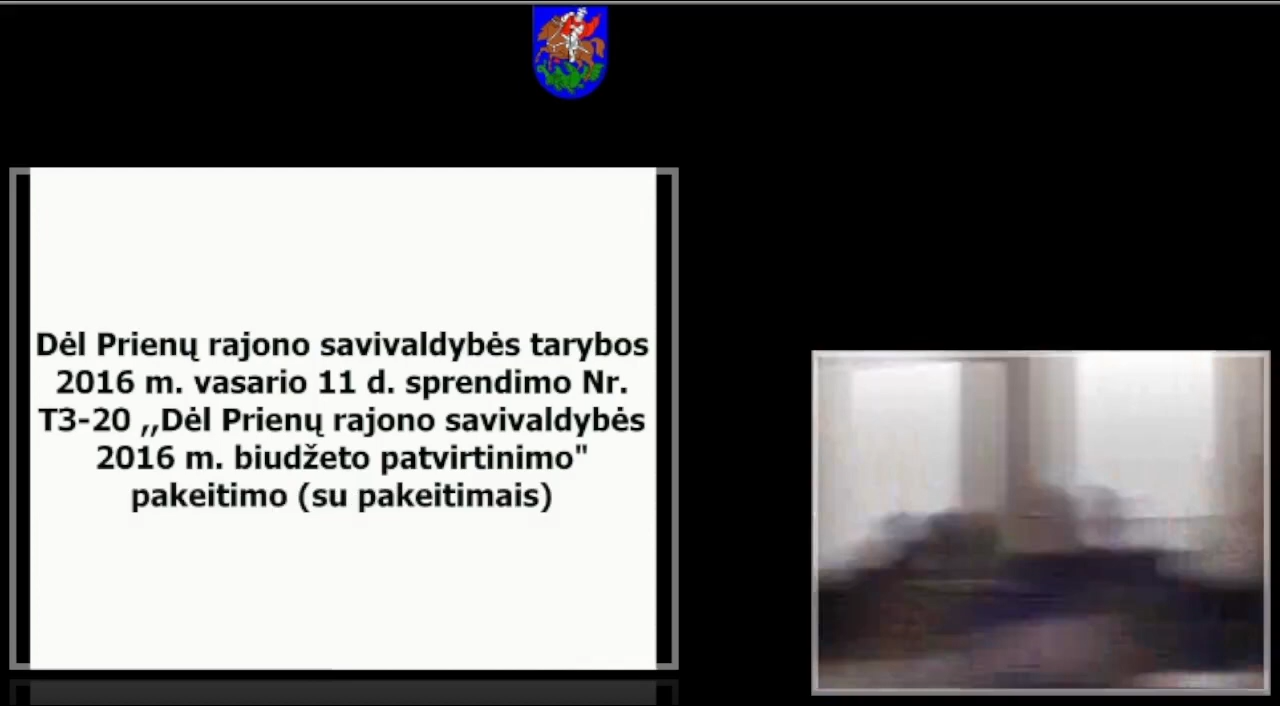 Dėl Prienų rajono savivaldybės tarybos
2016 m. vasario 11 d. sprendimo Nr.
T3-20 ,,Dėl Prienų rajono savivaldybės
2016 m. biudžeto patvirtinimo"
pakeitimo (su pakeitimais)